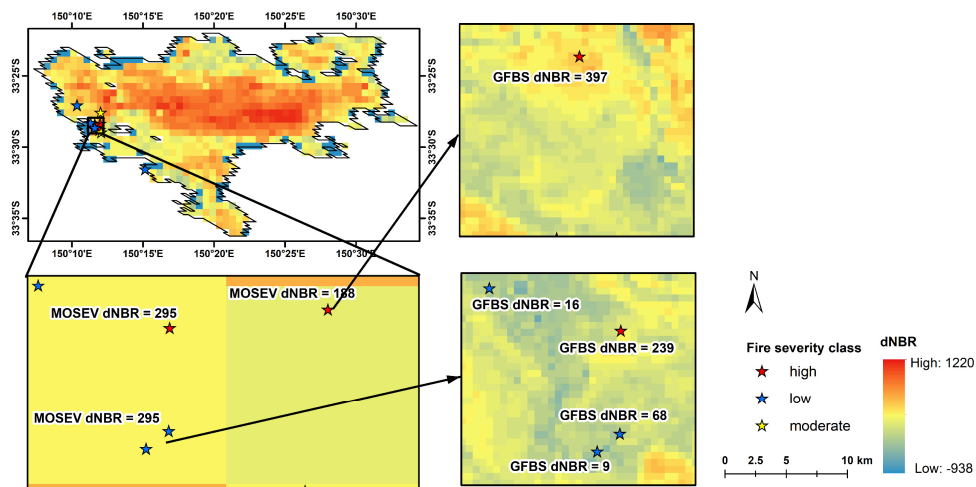 150°10'E 150°15'E 150°20'E 150°25'E 150°30'E
33°25'S
33°30'S
33°35'S
33°25'S
33°30'S
33°35'S
150°10'E 150°15'E 150°20'E 150°25'E 150°30'E
GFBS dNBR = 397
MOSEV dNBR = 188
MOSEV dNBR = 295
MOSEV dNBR = 295
GFBS dNBR = 16
GFBS dNBR = 239
GFBS dNBR = 68
GFBS dNBR = 9
N
Fire severity class
high
low
moderate
dNBR
High: 1220
Low: -938
0 2.5 5 10 km